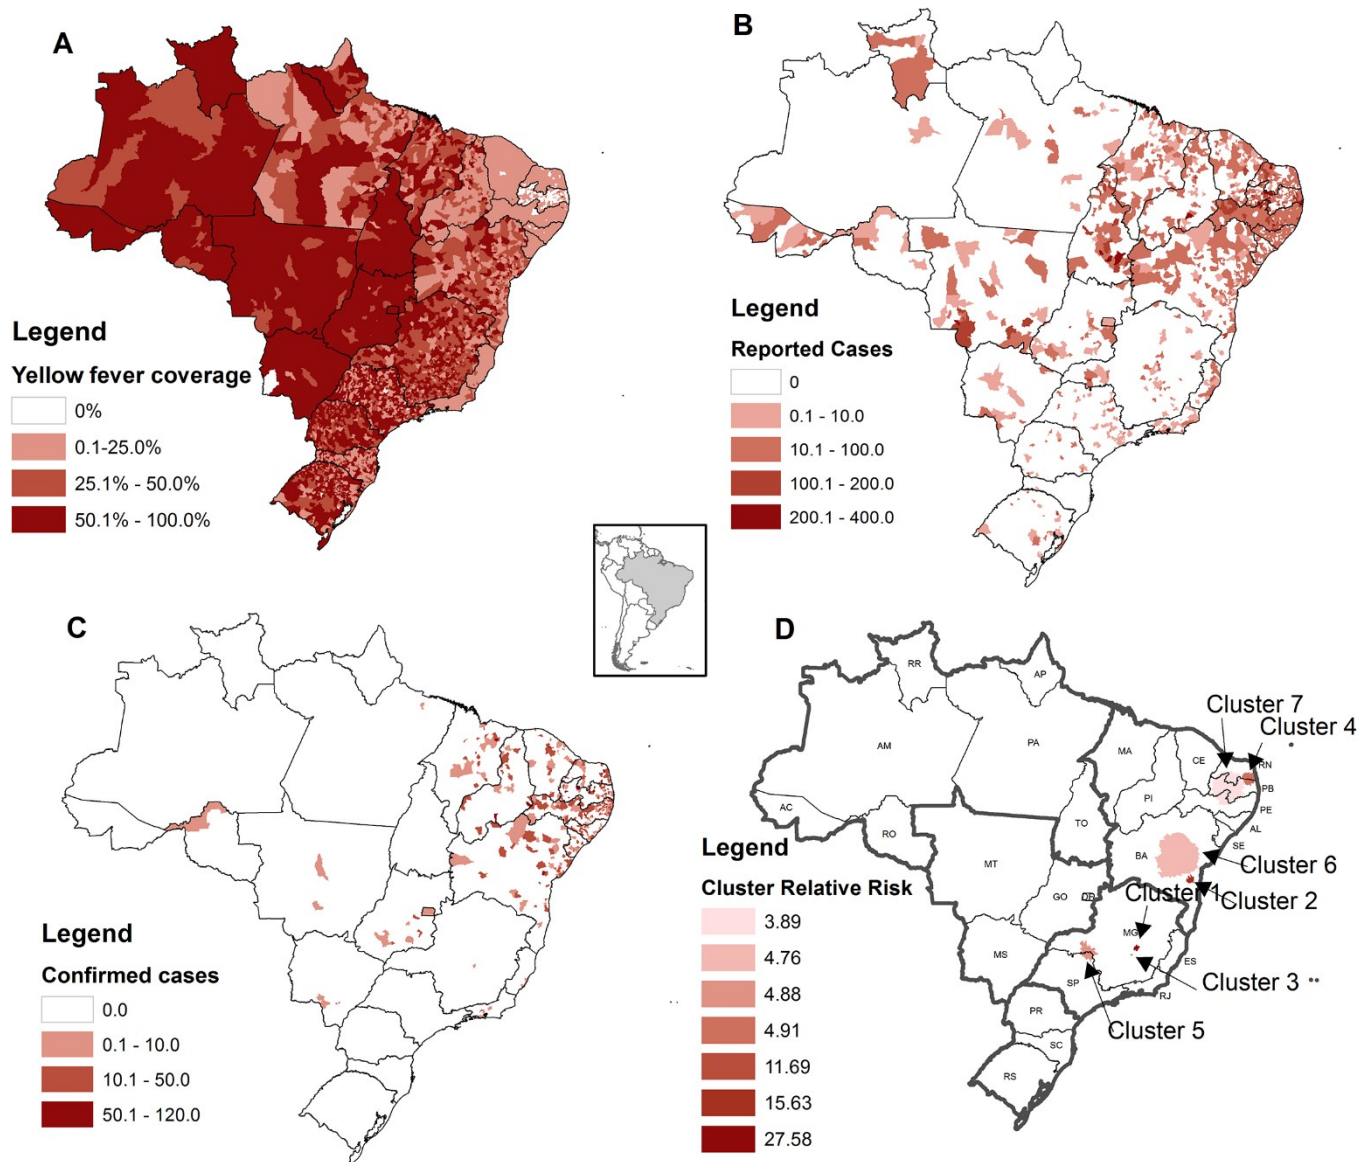 A
Legend
Yellow fever coverage
0%
0.1-25.0%
25.1% - 50.0%
50.1% - 100.0%
B
Legend
Reported Cases
0
0.1 - 10.0
10.1 - 100.0
100.1 - 200.0
200.1 - 400.0
C
Legend
Confirmed cases
0.0
0.1 - 10.0
10.1 - 50.0
50.1 - 120.0
D
RR
AP
AM
PA
MA
CE
RN
PB
PE
AL
SE
PI
AC
RO
TO
BA
MT
GO
DF
MG
ES
MS
SP
RJ
PR
SC
RS
Cluster 7
Cluster 4
Cluster 6
Cluster 1
Cluster 2
Cluster 3
Cluster 5
Legend
Cluster Relative Risk
3.89
4.76
4.88
4.91
11.69
15.63
27.58